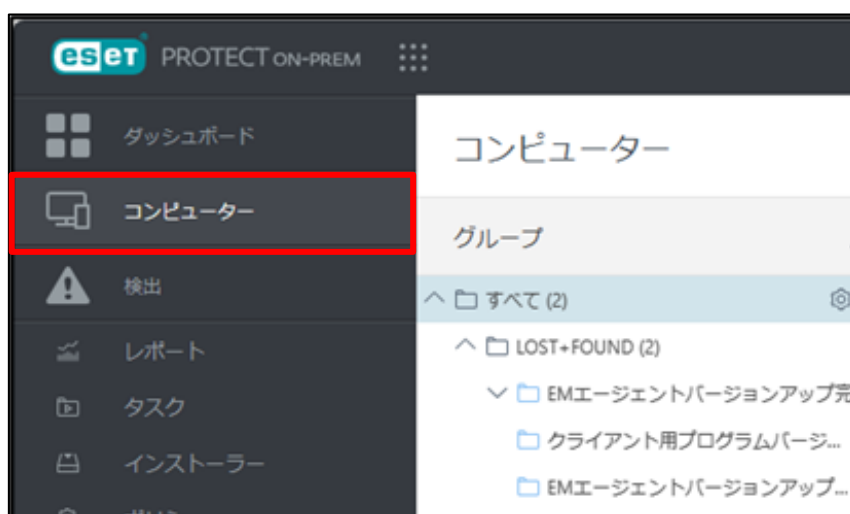 eset PROTECT ON-PREM
ダッシュボード
コンピューター
検出
レポート
タスク
インストーラー
コンピューター
グループ
すべて (2)
LOST+FOUND (2)
EMエージェントバージョンアップ完
クライアント用プログラムバージ...
EMエージェントバージョンアップ...